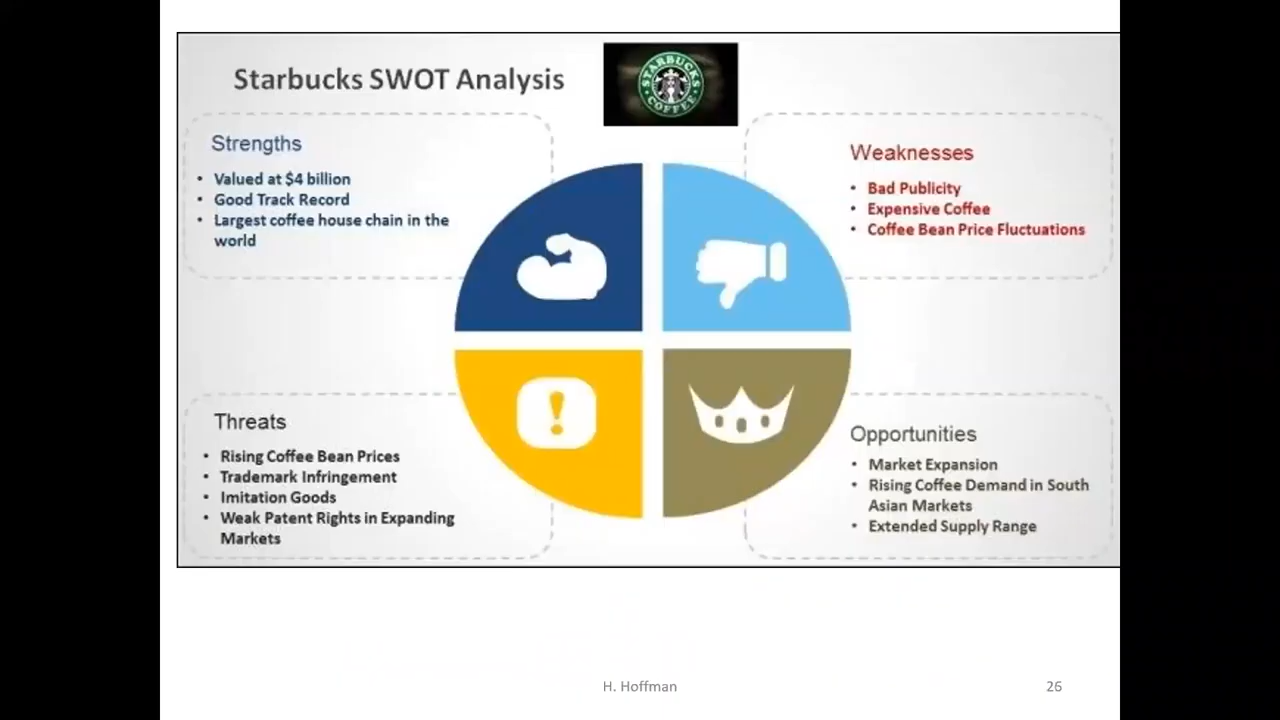 Starbucks SWOT Analysis
STARBUCKS
COFFEE
Strengths
• Valued at $4 billion
• Good Track Record
• Largest coffee house chain in the
world
Weaknesses
• Bad Publicity
• Expensive Coffee
• Coffee Bean Price Fluctuations
Threats
• Rising Coffee Bean Prices
• Trademark Infringement
• Imitation Goods
• Weak Patent Rights in Expanding
Markets
Opportunities
• Market Expansion
• Rising Coffee Demand in South
Asian Markets
• Extended Supply Range
H. Hoffman
26